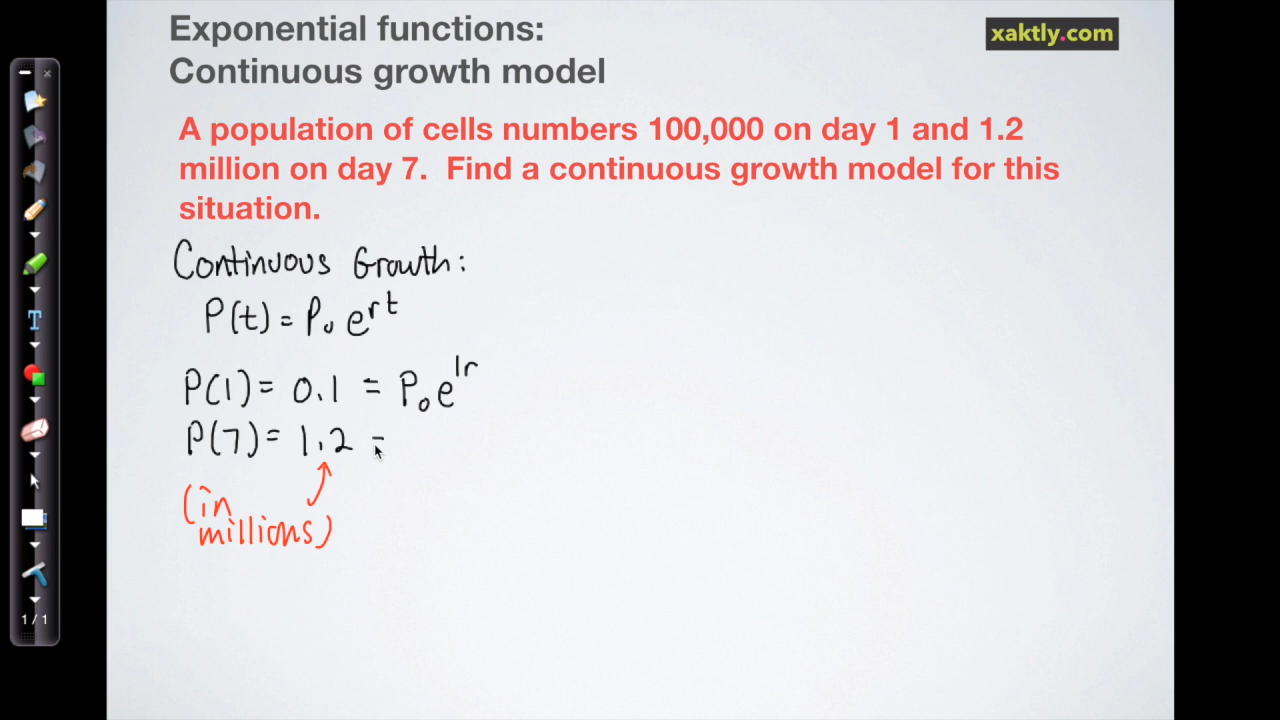 Exponential functions:
xaktly.com
Continuous growth model
A population of cells numbers 100,000 on day 1 and 1.2
million on day 7. Find a continuous growth model for this
situation.
Continuous Growth:
P(t) = P₀ e^{rt}
P(1) = 0.1 = P₀ e^{1r}
P(7) = 1.2 =
(in
millions)
T
1 / 1